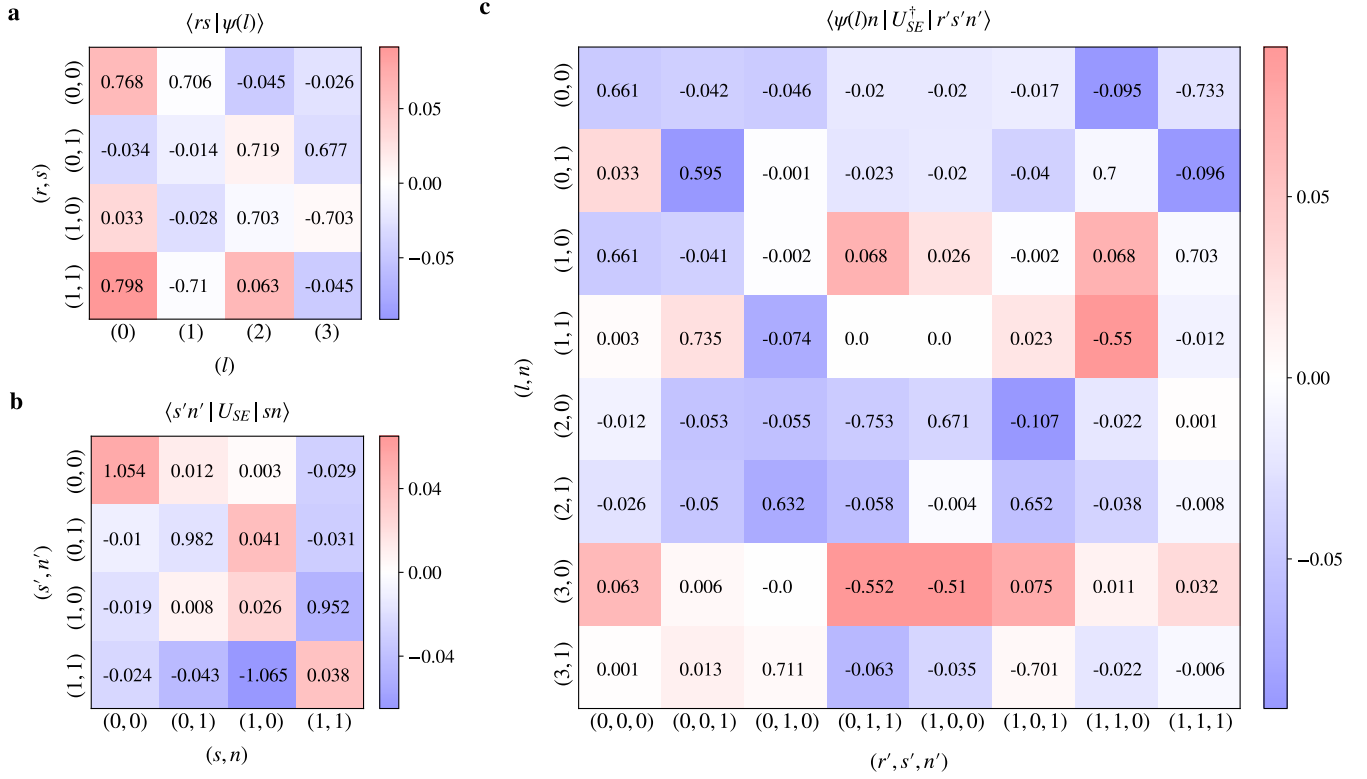 a
⟨rs | ψ(l)⟩
(r, s)
(0, 0) 0.768 0.706 -0.045 -0.026
(0, 1) -0.034 -0.014 0.719 0.677
(1, 0) 0.033 -0.028 0.703 -0.703
(1, 1) 0.798 -0.71 0.063 -0.045
(0) (1) (2) (3)
(l)
0.05
0.00
−0.05
b
⟨s′n′ | U_SE | sn⟩
(s′, n′)
(0, 0) 1.054 0.012 0.003 -0.029
(0, 1) -0.01 0.982 0.041 -0.031
(1, 0) -0.019 0.008 0.026 0.952
(1, 1) -0.024 -0.043 -1.065 0.038
(0, 0) (0, 1) (1, 0) (1, 1)
(s, n)
0.04
0.00
−0.04
c
⟨ψ(l)n | U†_SE | r′s′n′⟩
(l, n)
(0, 0) 0.661 -0.042 -0.046 -0.02 -0.02 -0.017 -0.095 -0.733
(0, 1) 0.033 0.595 -0.001 -0.023 -0.02 -0.04 0.7 -0.096
(1, 0) 0.661 -0.041 -0.002 0.068 0.026 -0.002 0.068 0.703
(1, 1) 0.003 0.735 -0.074 0.0 0.0 0.023 -0.55 -0.012
(2, 0) -0.012 -0.053 -0.055 -0.753 0.671 -0.107 -0.022 0.001
(2, 1) -0.026 -0.05 0.632 -0.058 -0.004 0.652 -0.038 -0.008
(3, 0) 0.063 0.006 -0.0 -0.552 -0.51 0.075 0.011 0.032
(3, 1) 0.001 0.013 0.711 -0.063 -0.035 -0.701 -0.022 -0.006
(0, 0, 0) (0, 0, 1) (0, 1, 0) (0, 1, 1) (1, 0, 0) (1, 0, 1) (1, 1, 0) (1, 1, 1)
(r′, s′, n′)
0.05
0.00
−0.05